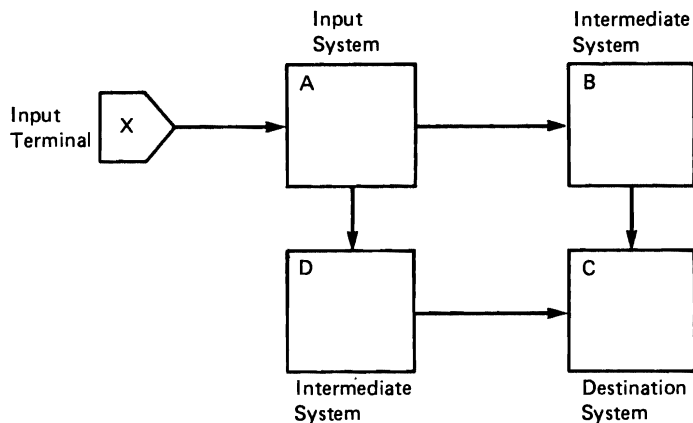 Input
System
Intermediate
System
A
B
Input
Terminal
X
D
C
Intermediate
System
Destination
System